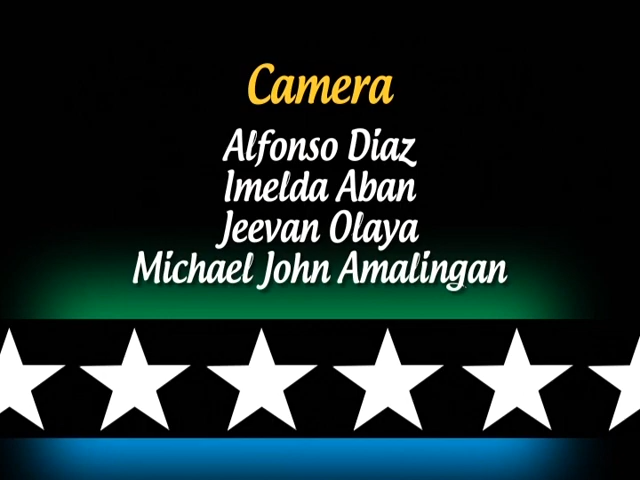 Camera
Alfonso Diaz
Imelda Aban
Jeevan Olaya
Michael John Amalingan